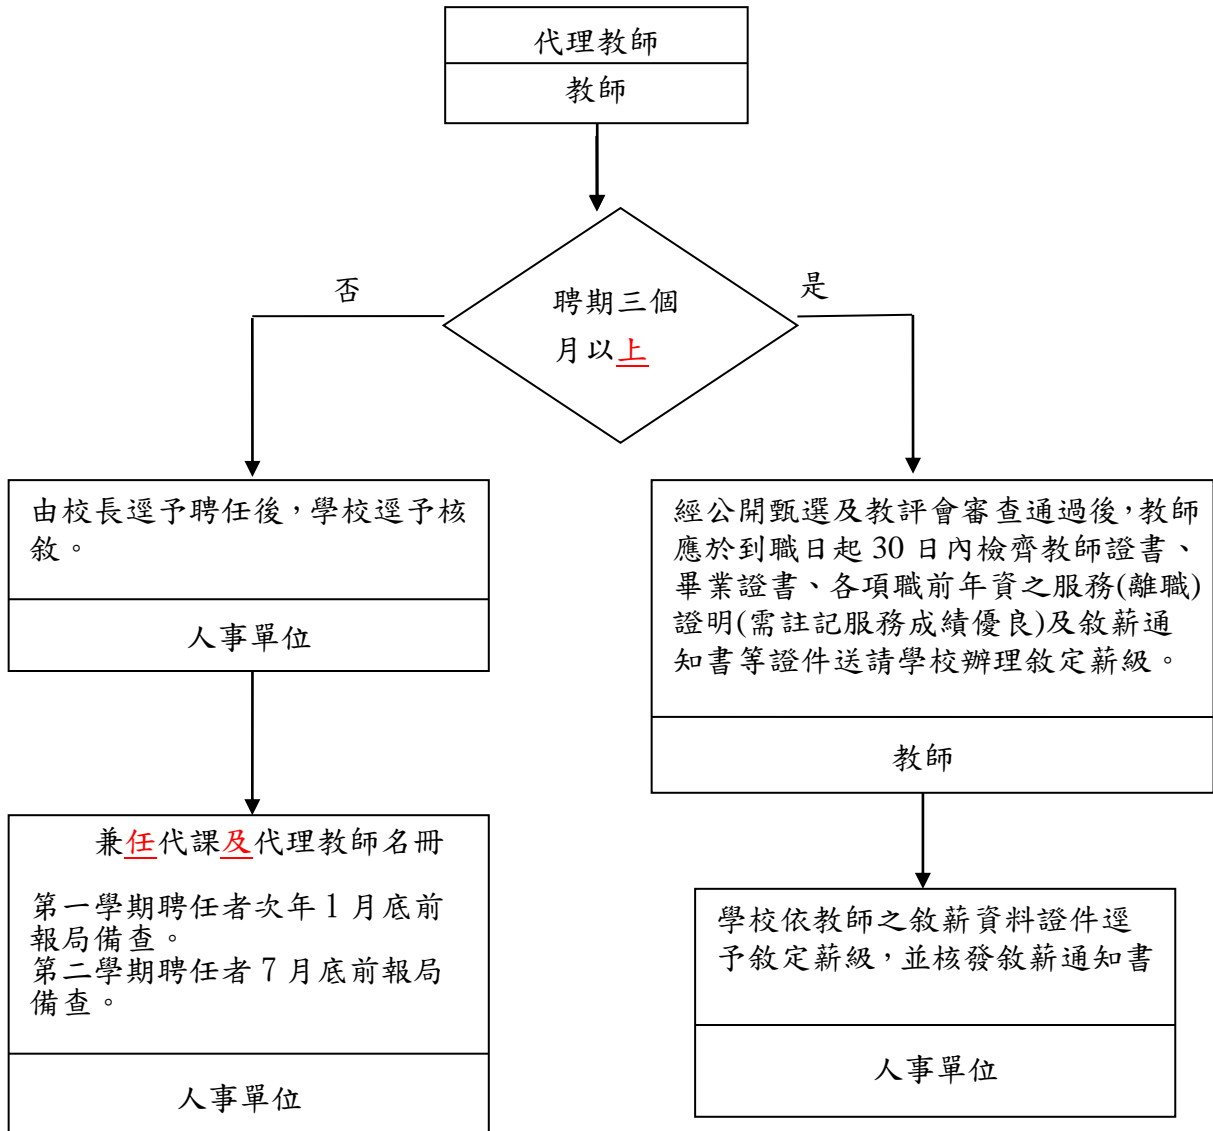 代理教師
教師
聘期三個
月以上
否
是
由校長逕予聘任後，學校逕予核
敘。
人事單位
兼任代課及代理教師名冊
第一學期聘任者次年 1 月底前
報局備查。
第二學期聘任者 7 月底前報局
備查。
人事單位
經公開甄選及教評會審查通過後，教師
應於到職日起 30 日內檢齊教師證書、
畢業證書、各項職前年資之服務(離職)
證明(需註記服務成績優良)及敘薪通
知書等證件送請學校辦理敘定薪級。
教師
學校依教師之敘薪資料證件逕
予敘定薪級，並核發敘薪通知書
人事單位